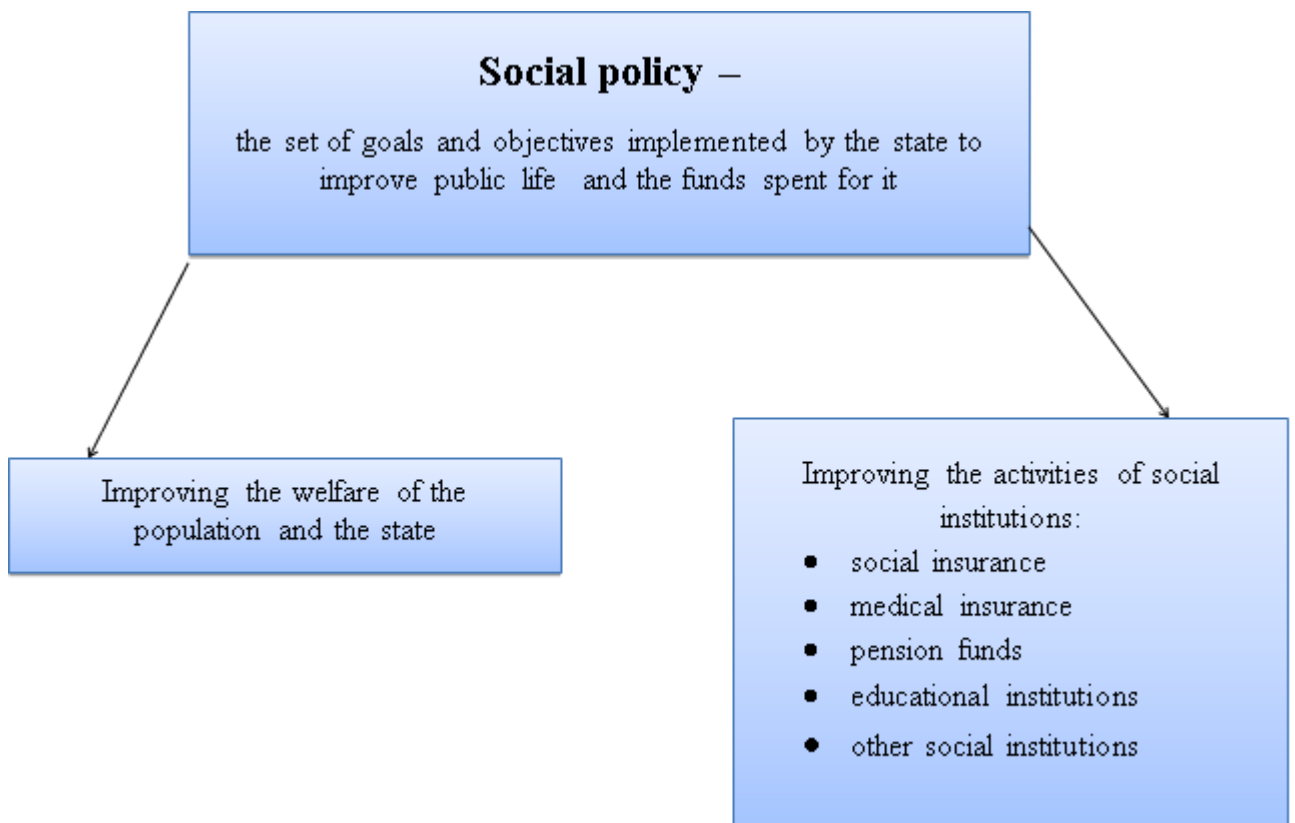 Social policy –
the set of goals and objectives implemented by the state to
improve public life and the funds spent for it
Improving the welfare of the
population and the state
Improving the activities of social
institutions:
● social insurance
● medical insurance
● pension funds
● educational institutions
● other social institutions